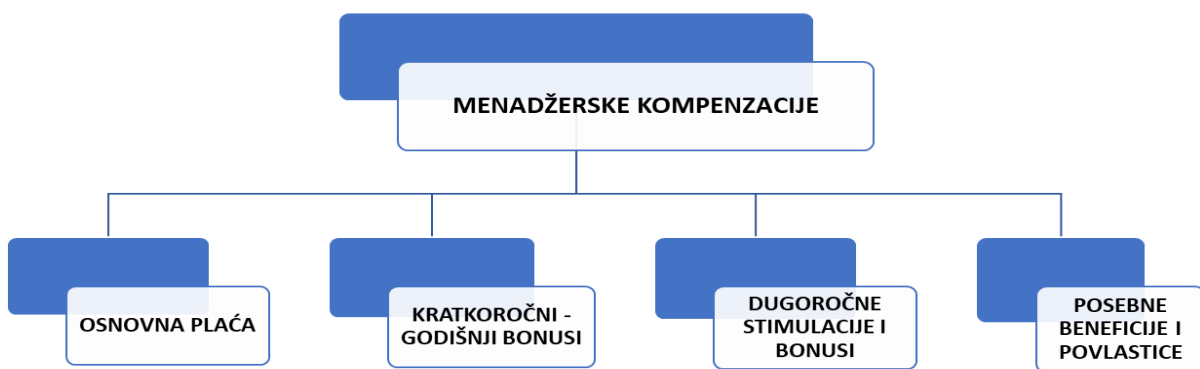 MENADŽERSKE KOMPENZACIJE
OSNOVNA PLAĆA
KRATKOROČNI -
GODIŠNJI BONUSI
DUGOROČNE
STIMULACIJE I
BONUSI
POSEBNE
BENEFICIJE I
POVLASTICE